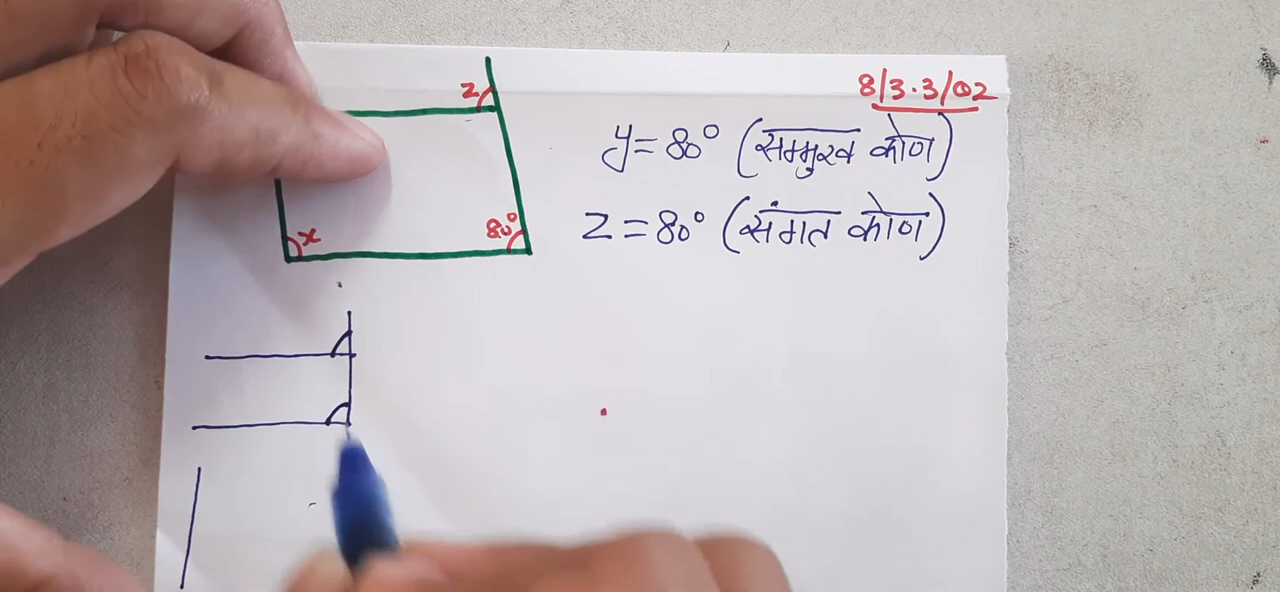 8/3.3/02
z
y = 80° (सम्मुख कोण)
z = 80° (संगत कोण)
x
80°